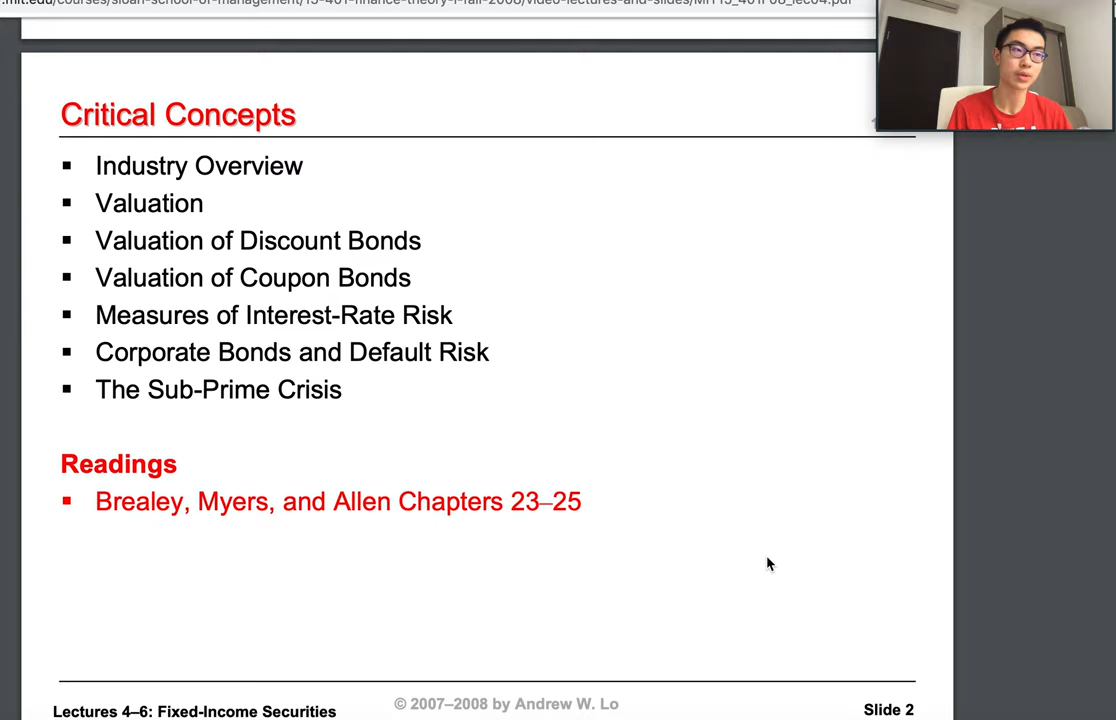 .mit.edu/courses/sloan-school-of-management/15-401-finance-theory-i-fall-2008/video-lectures-and-slides/MIT15_401F08_lec04.pdf
Critical Concepts
▪ Industry Overview
▪ Valuation
▪ Valuation of Discount Bonds
▪ Valuation of Coupon Bonds
▪ Measures of Interest-Rate Risk
▪ Corporate Bonds and Default Risk
▪ The Sub-Prime Crisis
Readings
▪ Brealey, Myers, and Allen Chapters 23–25
Lectures 4–6: Fixed-Income Securities
© 2007–2008 by Andrew W. Lo
Slide 2